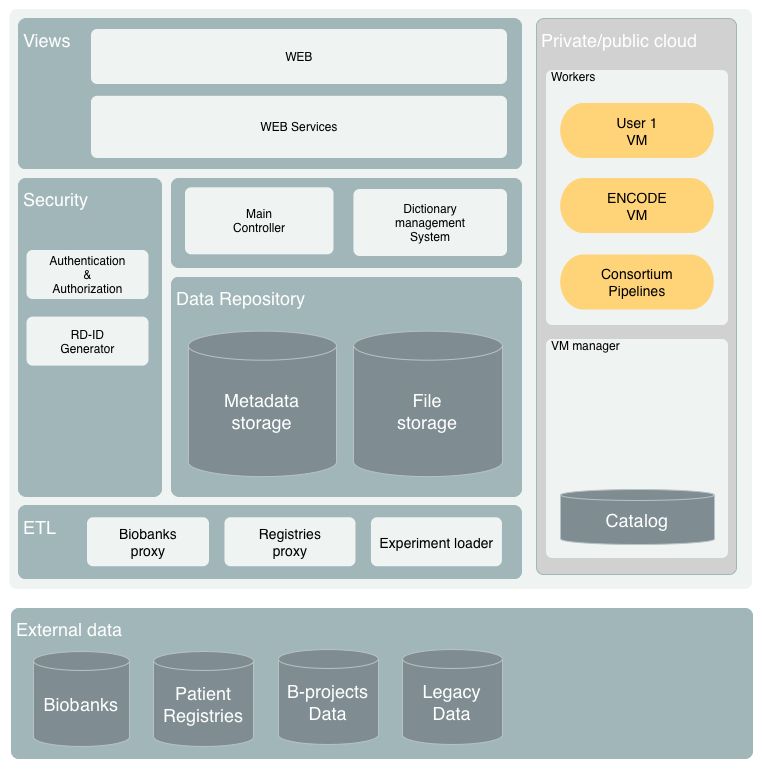 Views
WEB
WEB Services
Security
Authentication
&
Authorization
RD-ID
Generator
Main
Controller
Dictionary
management
System
Data Repository
Metadata
storage
File
storage
ETL
Biobanks
proxy
Registries
proxy
Experiment loader
Private/public cloud
Workers
User 1
VM
ENCODE
VM
Consortium
Pipelines
VM manager
Catalog
External data
Biobanks
Patient
Registries
B-projects
Data
Legacy
Data